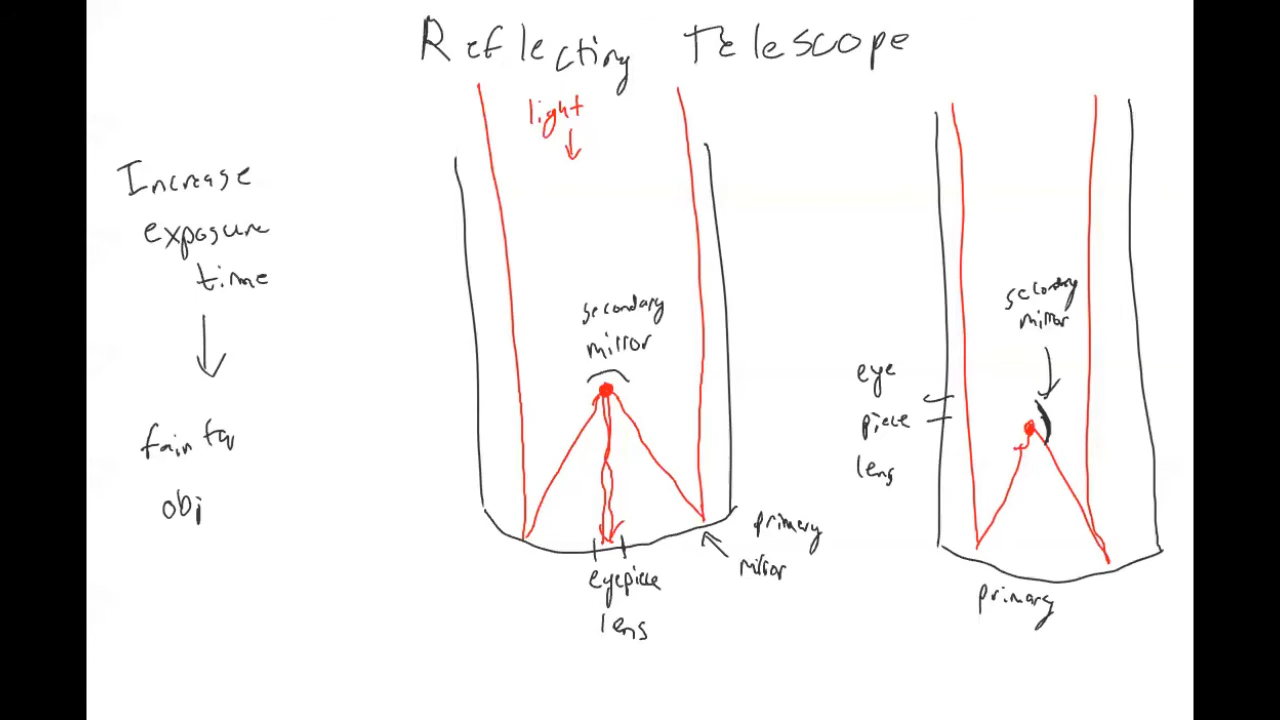 Reflecting Telescope
light
Increase
exposure
time
fainter
obj
secondary
mirror
eyepiece
lens
primary
mirror
secondary
mirror
eye
piece
lens
primary